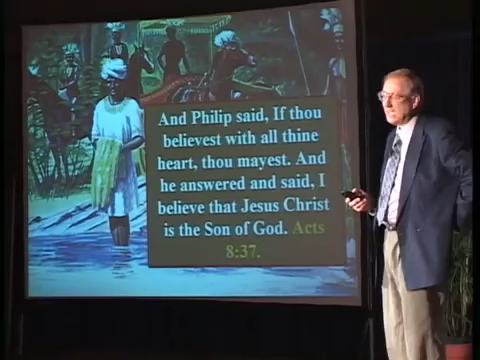 And Philip said, If thou
believest with all thine
heart, thou mayest. And
he answered and said, I
believe that Jesus Christ
is the Son of God. Acts
8:37.